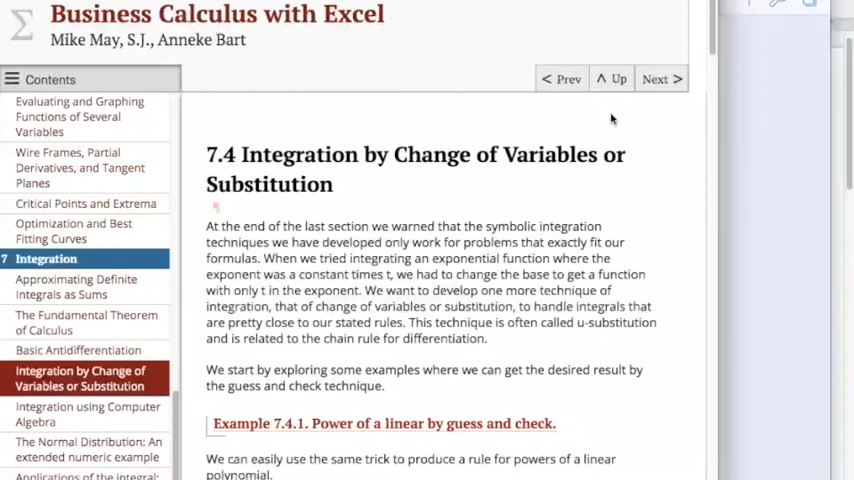 Business Calculus with Excel
Mike May, S.J., Anneke Bart
Contents
< Prev
∧ Up
Next >
Evaluating and Graphing
Functions of Several
Variables
Wire Frames, Partial
Derivatives, and Tangent
Planes
Critical Points and Extrema
Optimization and Best
Fitting Curves
7 Integration
Approximating Definite
Integrals as Sums
The Fundamental Theorem
of Calculus
Basic Antidifferentiation
Integration by Change of
Variables or Substitution
Integration using Computer
Algebra
The Normal Distribution: An
extended numeric example
Applications of the integral:
7.4 Integration by Change of Variables or
Substitution
¶
At the end of the last section we warned that the symbolic integration
techniques we have developed only work for problems that exactly fit our
formulas. When we tried integrating an exponential function where the
exponent was a constant times t, we had to change the base to get a function
with only t in the exponent. We want to develop one more technique of
integration, that of change of variables or substitution, to handle integrals that
are pretty close to our stated rules. This technique is often called u-substitution
and is related to the chain rule for differentiation.
We start by exploring some examples where we can get the desired result by
the guess and check technique.
Example 7.4.1. Power of a linear by guess and check.
We can easily use the same trick to produce a rule for powers of a linear
polynomial.